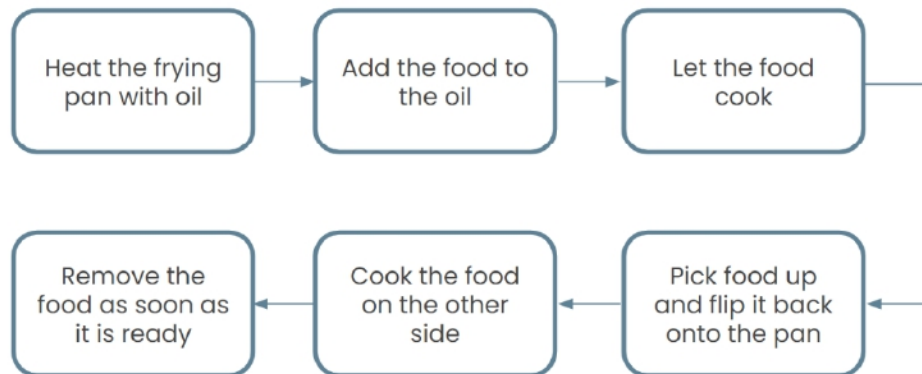 Heat the frying
pan with oil
Add the food to
the oil
Let the food
cook
Pick food up
and flip it back
onto the pan
Cook the food
on the other
side
Remove the
food as soon as
it is ready